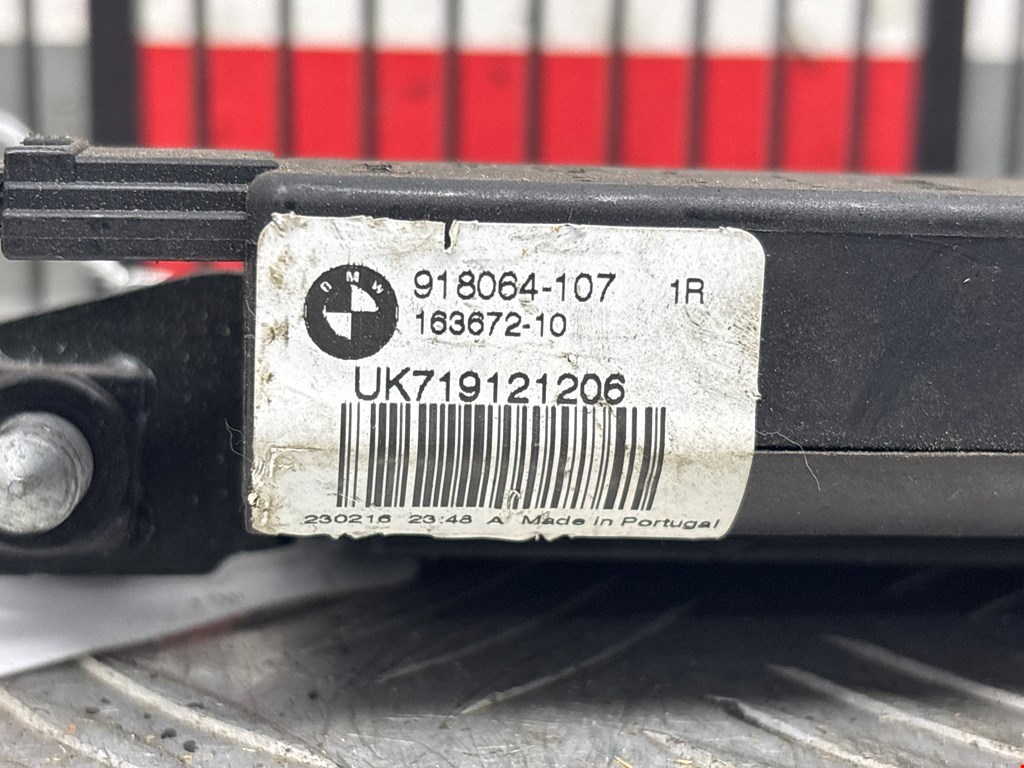 BMW
918064-107 1R
163672-10
UK719121206
230216 23:48 A Made in Portugal